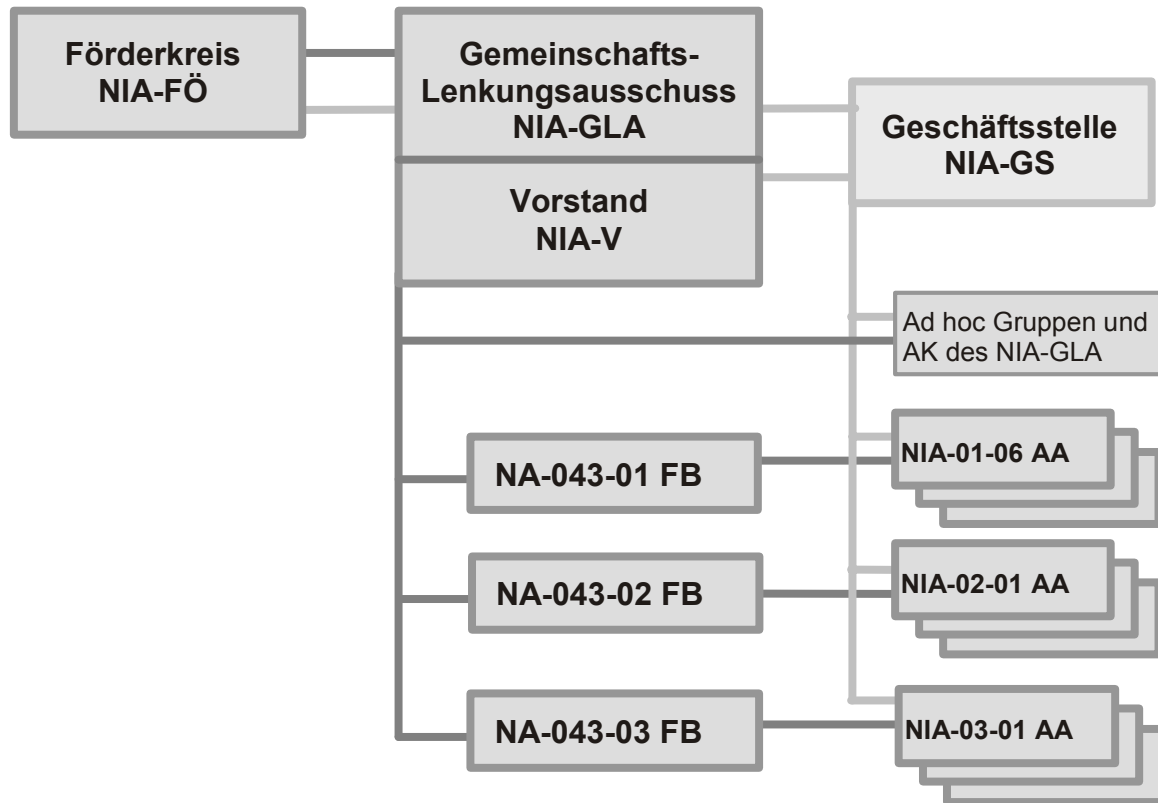 Förderkreis
NIA-FÖ
Gemeinschafts-
Lenkungsausschuss
NIA-GLA
Vorstand
NIA-V
Geschäftsstelle
NIA-GS
Ad hoc Gruppen und
AK des NIA-GLA
NA-043-01 FB
NIA-01-06 AA
NA-043-02 FB
NIA-02-01 AA
NA-043-03 FB
NIA-03-01 AA